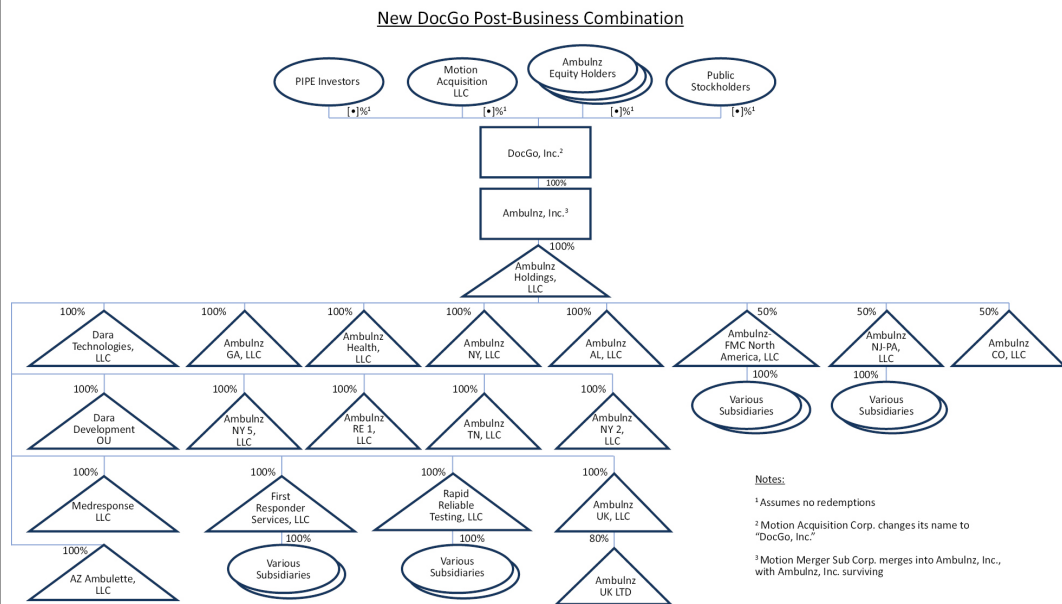 New DocGo Post-Business Combination
PIPE Investors
Motion
Acquisition
LLC
Ambulnz
Equity Holders
Public
Stockholders
[•]%¹
[•]%¹
[•]%¹
[•]%¹
DocGo, Inc.²
100%
Ambulnz, Inc.³
100%
Ambulnz
Holdings,
LLC
100%
Dara
Technologies,
LLC
100%
Ambulnz
GA, LLC
100%
Ambulnz
Health,
LLC
100%
Ambulnz
NY, LLC
100%
Ambulnz
AL, LLC
50%
Ambulnz-
FMC North
America, LLC
50%
Ambulnz
NJ-PA,
LLC
50%
Ambulnz
CO, LLC
100%
Various
Subsidiaries
100%
Various
Subsidiaries
100%
Dara
Development
OU
100%
Ambulnz
NY 5,
LLC
100%
Ambulnz
RE 1,
LLC
100%
Ambulnz
TN, LLC
100%
Ambulnz
NY 2,
LLC
100%
Medresponse
LLC
100%
First
Responder
Services, LLC
100%
Rapid
Reliable
Testing, LLC
100%
Ambulnz
UK, LLC
100%
AZ Ambulette,
LLC
100%
Various
Subsidiaries
100%
Various
Subsidiaries
80%
Ambulnz
UK LTD
Notes:
¹ Assumes no redemptions
² Motion Acquisition Corp. changes its name to
“DocGo, Inc.”
³ Motion Merger Sub Corp. merges into Ambulnz, Inc.,
with Ambulnz, Inc. surviving